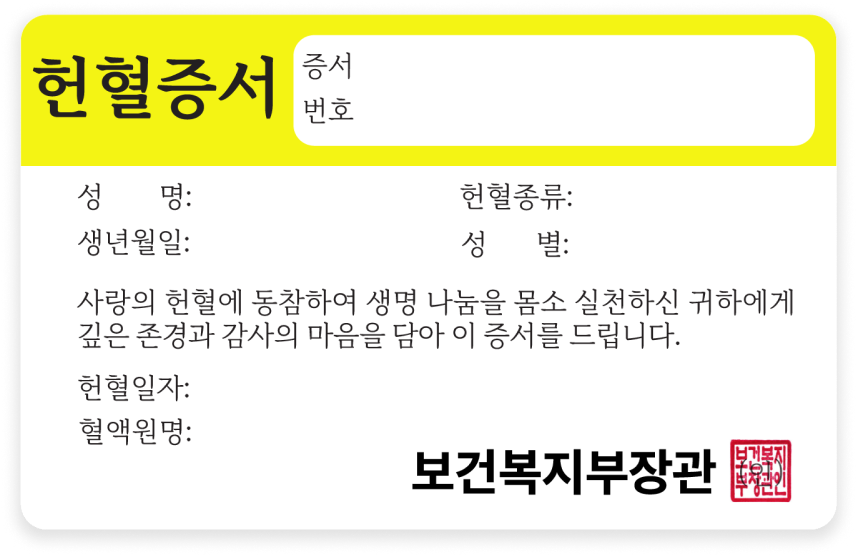 헌혈증서
증서
번호
성 명: 헌혈종류:
생년월일: 성 별:
사랑의 헌혈에 동참하여 생명 나눔을 몸소 실천하신 귀하에게
깊은 존경과 감사의 마음을 담아 이 증서를 드립니다.
헌혈일자:
혈액원명:
보건복지부장관 (인)
보건복지
부장관인